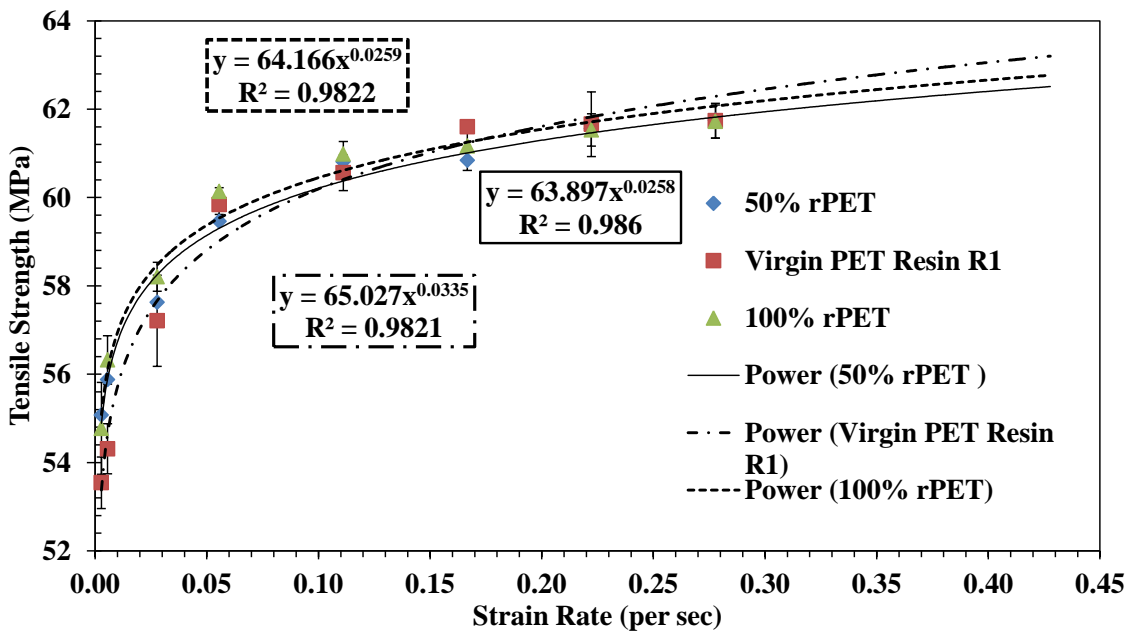 64
62
60
58
56
54
52
Tensile Strength (MPa)
y = 64.166x^0.0259
R² = 0.9822
y = 63.897x^0.0258
R² = 0.986
y = 65.027x^0.0335
R² = 0.9821
50% rPET
Virgin PET Resin R1
100% rPET
Power (50% rPET )
Power (Virgin PET Resin
R1)
Power (100% rPET)
0.00 0.05 0.10 0.15 0.20 0.25 0.30 0.35 0.40 0.45
Strain Rate (per sec)